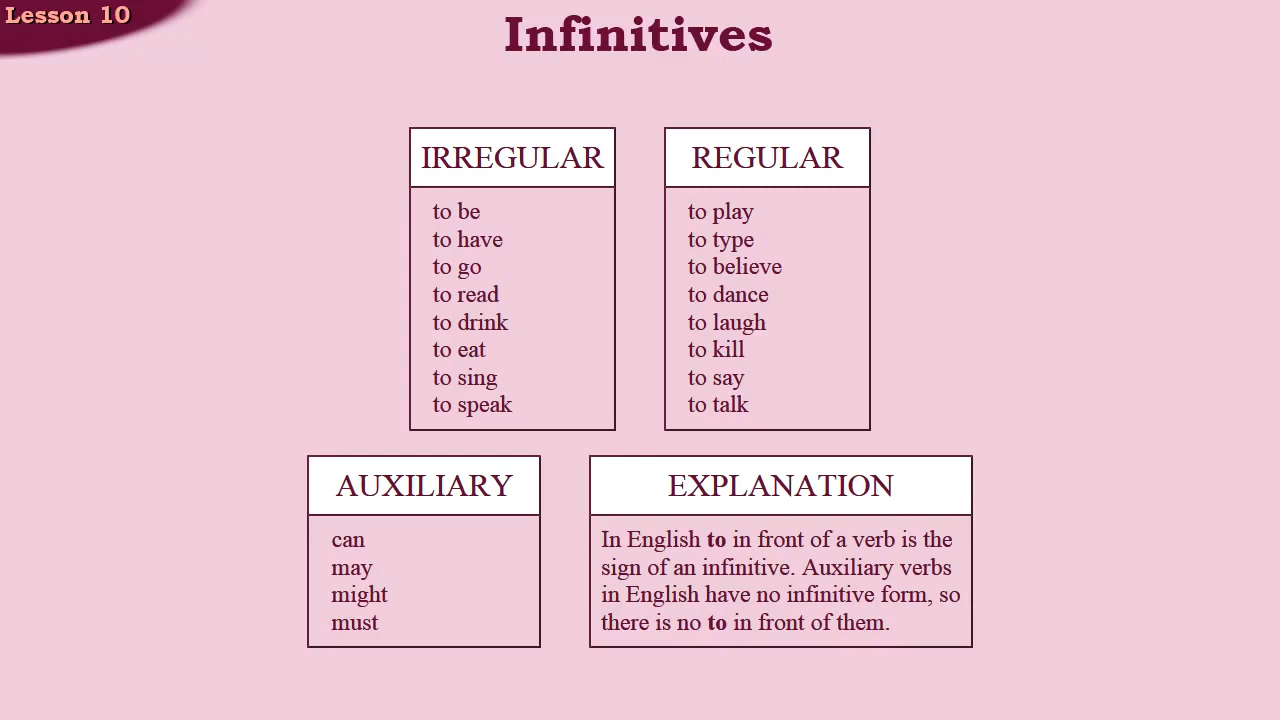 Lesson 10
Infinitives
IRREGULAR
to be
to have
to go
to read
to drink
to eat
to sing
to speak
REGULAR
to play
to type
to believe
to dance
to laugh
to kill
to say
to talk
AUXILIARY
can
may
might
must
EXPLANATION
In English to in front of a verb is the
sign of an infinitive. Auxiliary verbs
in English have no infinitive form, so
there is no to in front of them.